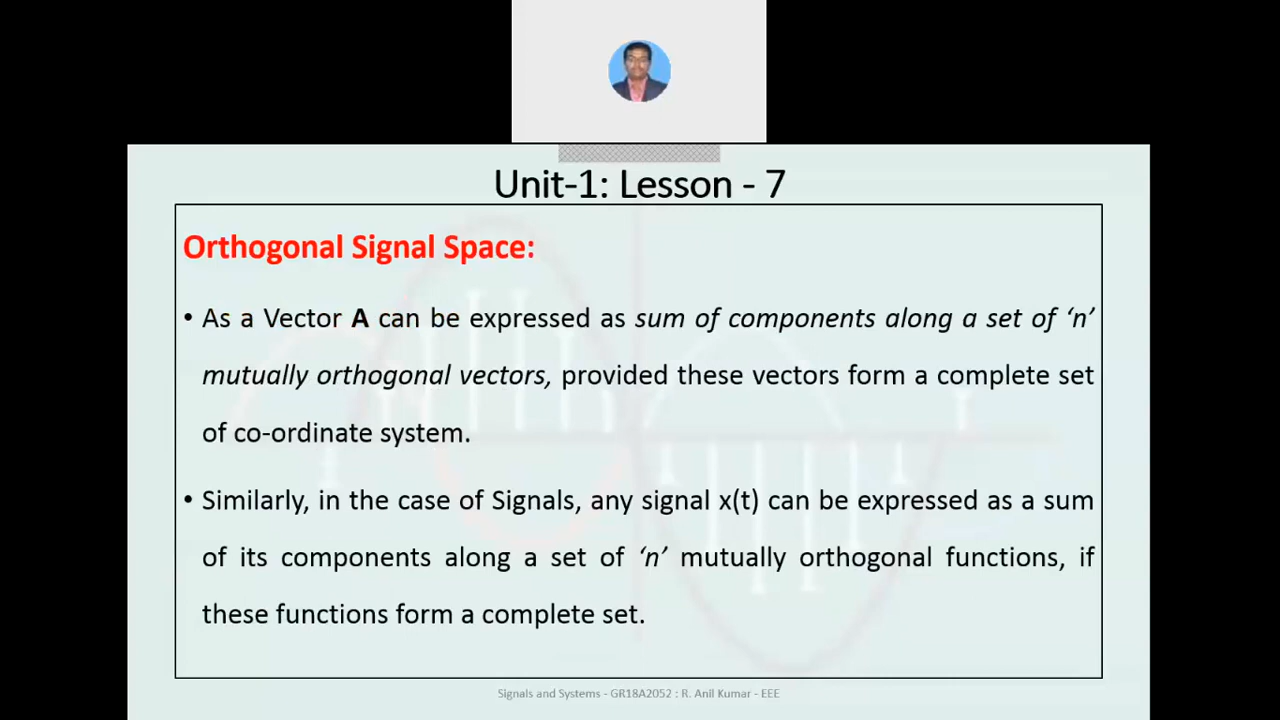 Unit-1: Lesson - 7
Orthogonal Signal Space:
• As a Vector A can be expressed as sum of components along a set of ‘n’
mutually orthogonal vectors, provided these vectors form a complete set
of co-ordinate system.
• Similarly, in the case of Signals, any signal x(t) can be expressed as a sum
of its components along a set of ‘n’ mutually orthogonal functions, if
these functions form a complete set.
Signals and Systems - GR18A2052 : R. Anil Kumar - EEE